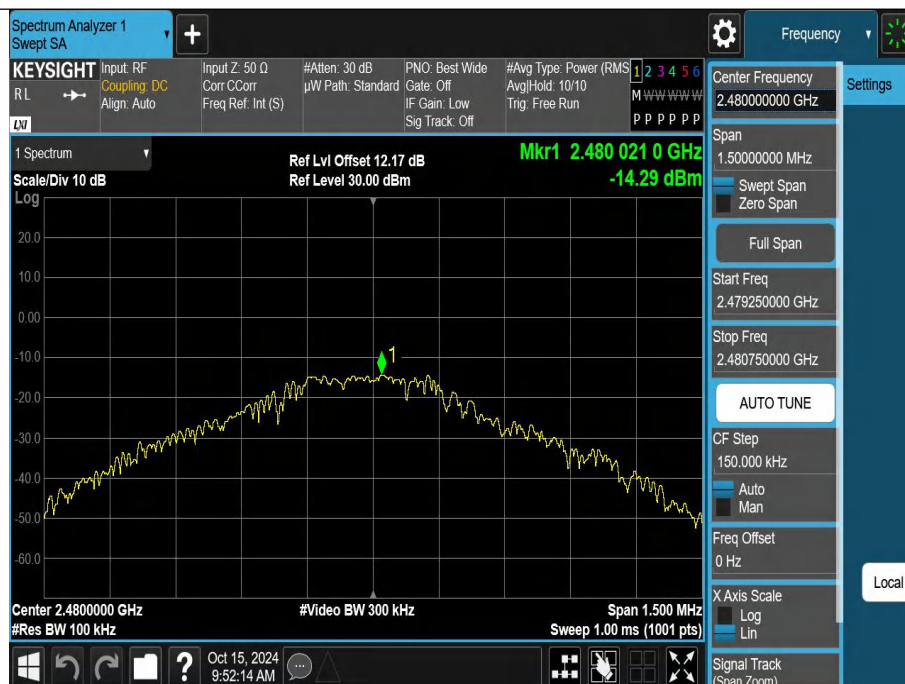 Spectrum Analyzer 1
Swept SA
Frequency
KEYSIGHT
RL
LXI
Input: RF
Coupling: DC
Align: Auto
Input Z: 50 Ω
Corr CCorr
Freq Ref: Int (S)
#Atten: 30 dB
µW Path: Standard
PNO: Best Wide
Gate: Off
IF Gain: Low
Sig Track: Off
#Avg Type: Power (RMS
Avg|Hold: 10/10
Trig: Free Run
1 2 3 4 5 6
M W W W W W
P P P P P P
Center Frequency
2.480000000 GHz
Settings
1 Spectrum
Scale/Div 10 dB
Log
Ref Lvl Offset 12.17 dB
Ref Level 30.00 dBm
Mkr1 2.480 021 0 GHz
-14.29 dBm
20.0
10.0
0.00
-10.0
-20.0
-30.0
-40.0
-50.0
-60.0
1
Span
1.50000000 MHz
Swept Span
Zero Span
Full Span
Start Freq
2.479250000 GHz
Stop Freq
2.480750000 GHz
AUTO TUNE
CF Step
150.000 kHz
Auto
Man
Freq Offset
0 Hz
X Axis Scale
Log
Lin
Signal Track
(Span Zoom)
Local
Center 2.4800000 GHz
#Res BW 100 kHz
#Video BW 300 kHz
Span 1.500 MHz
Sweep 1.00 ms (1001 pts)
Oct 15, 2024
9:52:14 AM